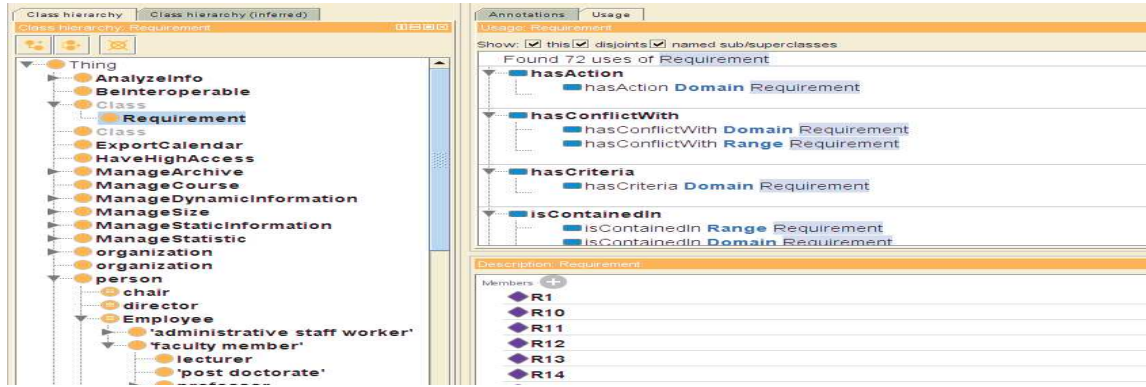 Class hierarchy
Class hierarchy (inferred)
Class hierarchy: Requirement
Thing
AnalyzeInfo
BeInteroperable
Class
Requirement
Class
ExportCalendar
HaveHighAccess
ManageArchive
ManageCourse
ManageDynamicInformation
ManageSize
ManageStaticInformation
ManageStatistic
organization
organization
person
chair
director
Employee
'administrative staff worker'
'faculty member'
lecturer
'post doctorate'
professor
Annotations
Usage
Usage: Requirement
Show: this disjoints named sub/superclasses
Found 72 uses of Requirement
hasAction
hasAction Domain Requirement
hasConflictWith
hasConflictWith Domain Requirement
hasConflictWith Range Requirement
hasCriteria
hasCriteria Domain Requirement
isContainedIn
isContainedIn Range Requirement
isContainedIn Domain Requirement
Description: Requirement
Members
R1
R10
R11
R12
R13
R14